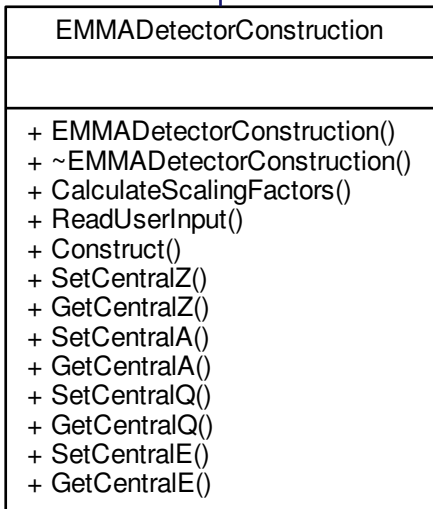 EMMADetectorConstruction
+ EMMADetectorConstruction()
+ ~EMMADetectorConstruction()
+ CalculateScalingFactors()
+ ReadUserInput()
+ Construct()
+ SetCentralZ()
+ GetCentralZ()
+ SetCentralA()
+ GetCentralA()
+ SetCentralQ()
+ GetCentralQ()
+ SetCentralE()
+ GetCentralE()